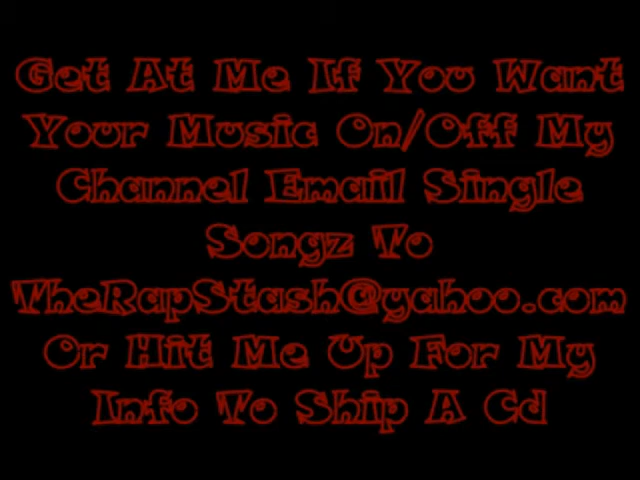 Get At Me If You Want
Your Music On/Off My
Channel Email Single
Songz To
TheRapStash@yahoo.com
Or Hit Me Up For My
Info To Ship A Cd